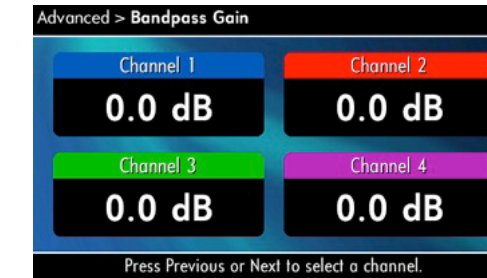 Advanced > Bandpass Gain
Channel 1
Channel 2
0.0 dB
0.0 dB
Channel 3
Channel 4
0.0 dB
0.0 dB
Press Previous or Next to select a channel.